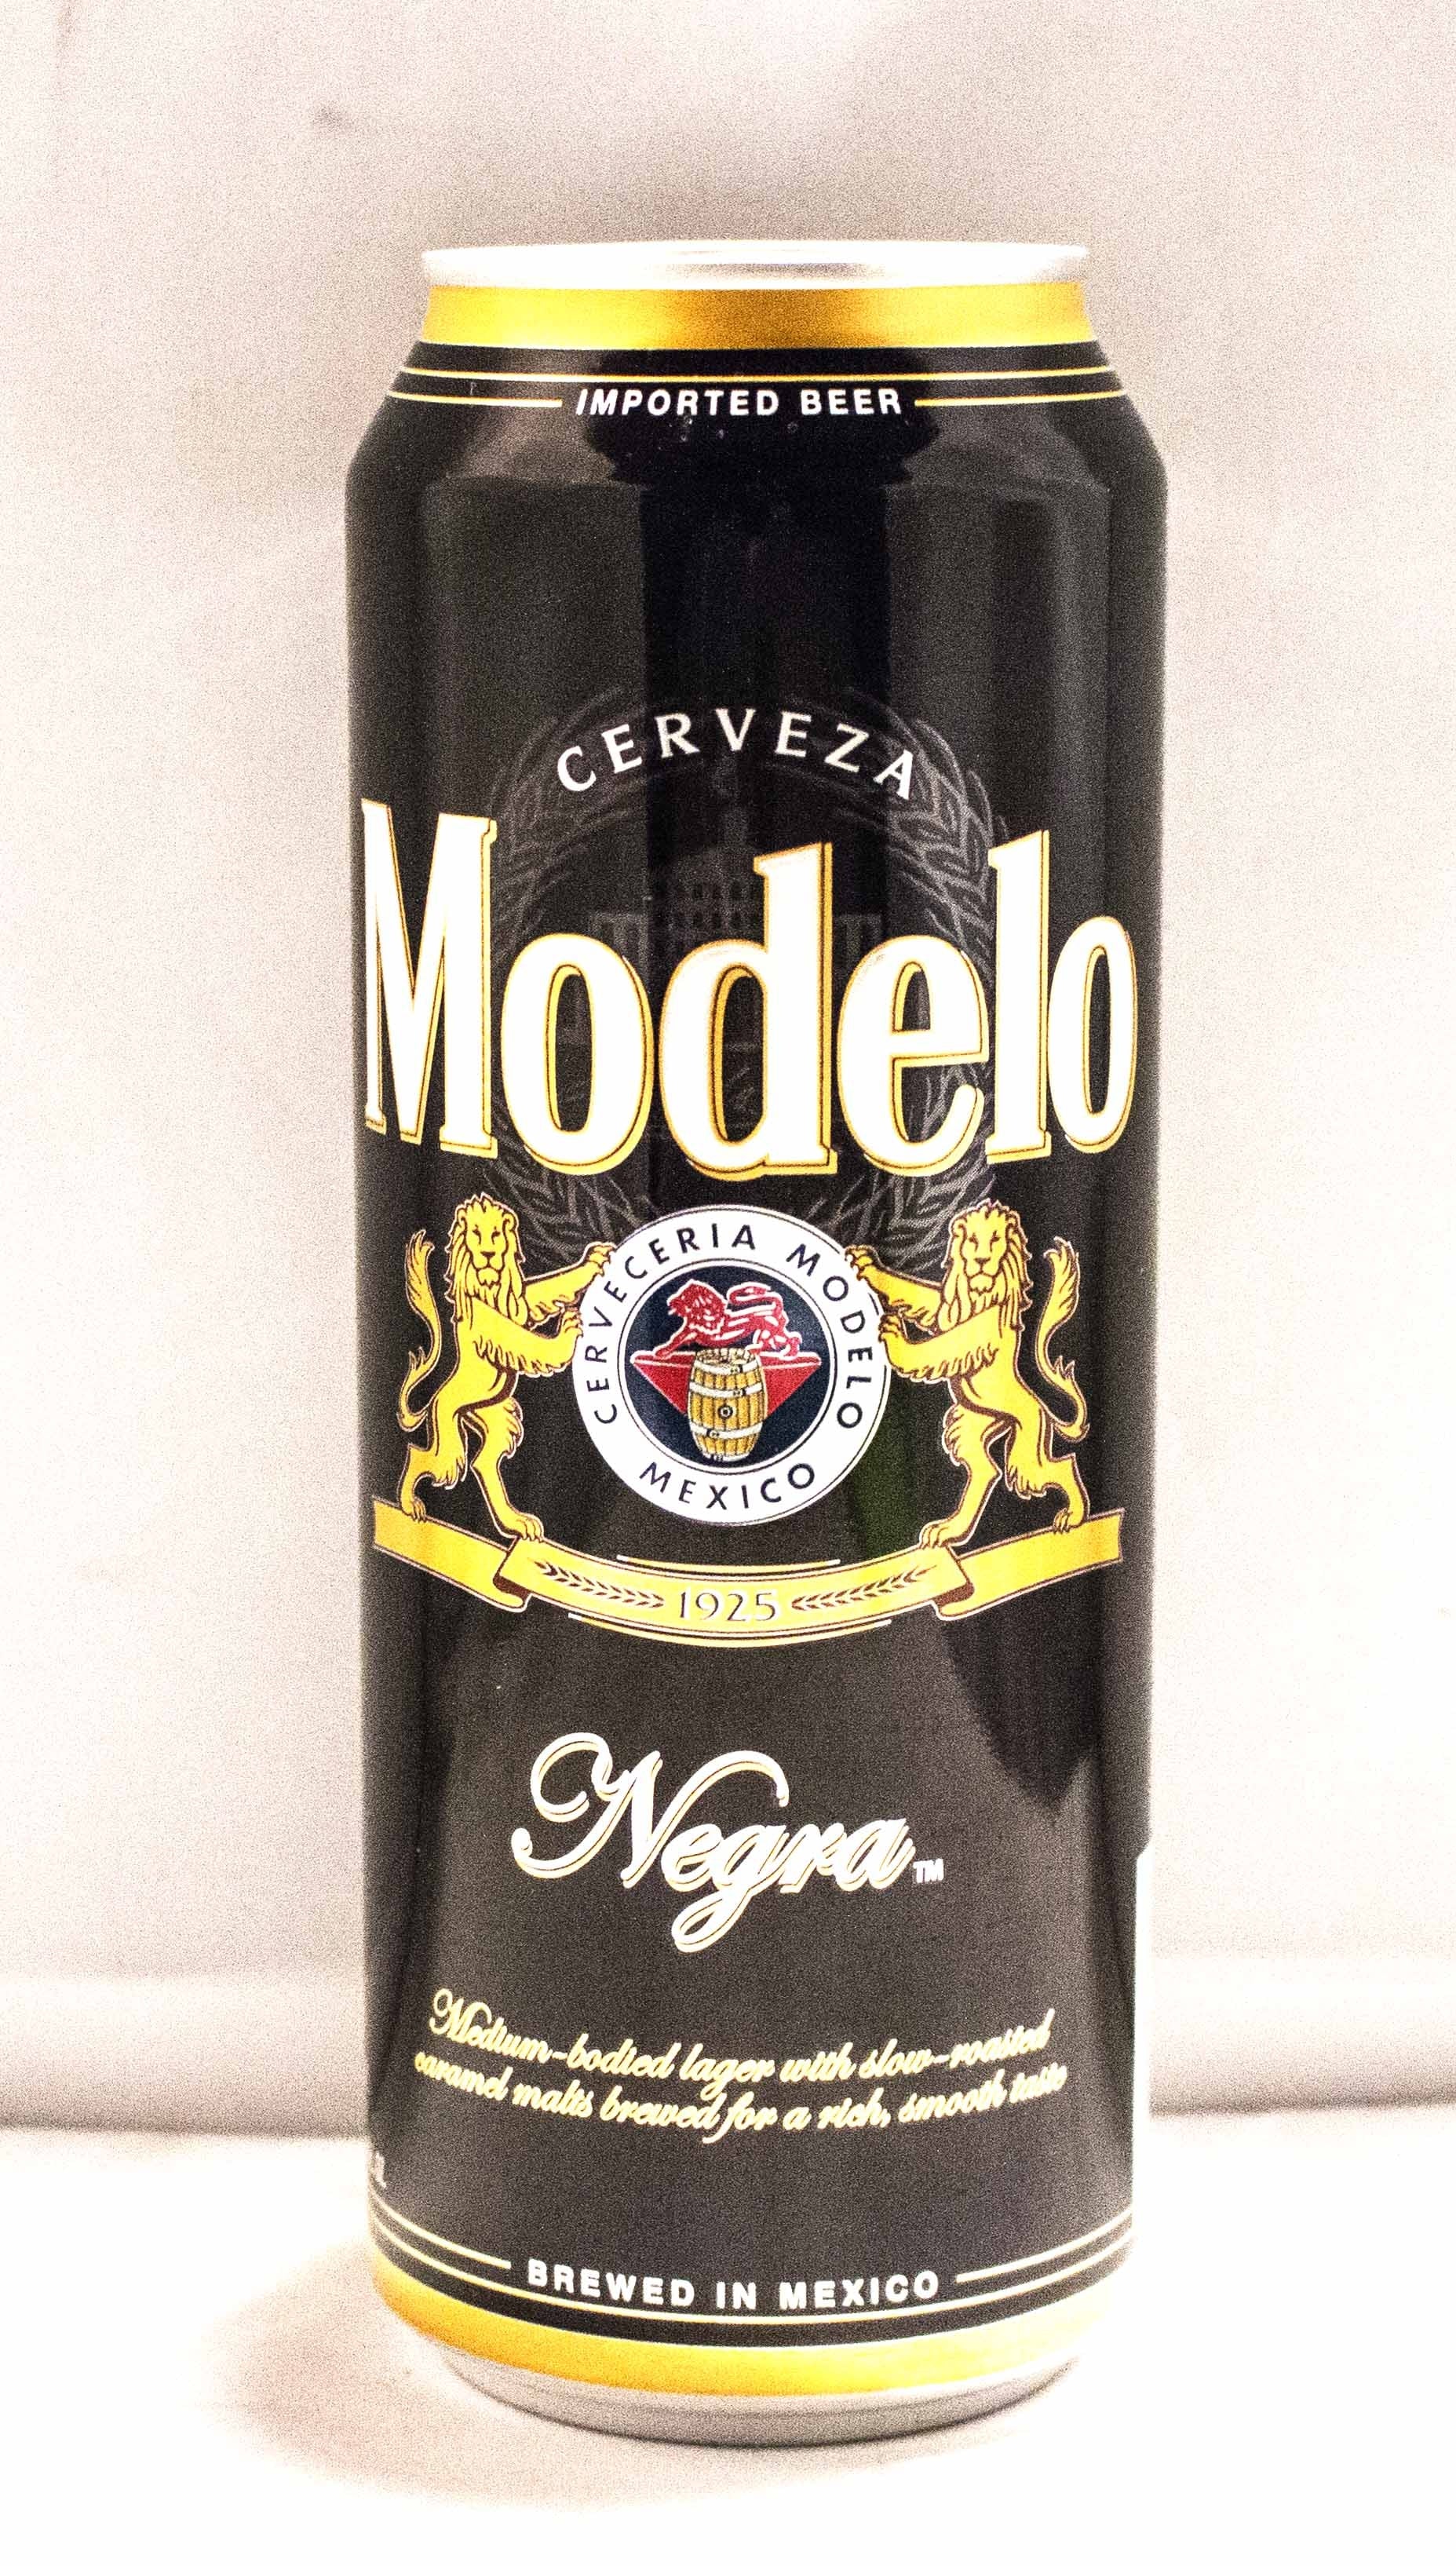 IMPORTED BEER
CERVEZA
Modelo
CERVECERIA MODELO
MEXICO
1925
Negra™
Medium-bodied lager with slow-roasted
caramel malts brewed for a rich, smooth taste
BREWED IN MEXICO